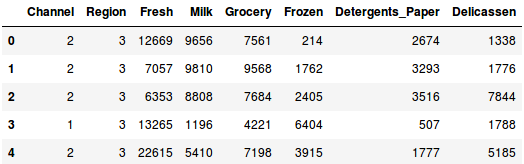 Channel Region Fresh Milk Grocery Frozen Detergents_Paper Delicassen
0 2 3 12669 9656 7561 214 2674 1338
1 2 3 7057 9810 9568 1762 3293 1776
2 2 3 6353 8808 7684 2405 3516 7844
3 1 3 13265 1196 4221 6404 507 1788
4 2 3 22615 5410 7198 3915 1777 5185